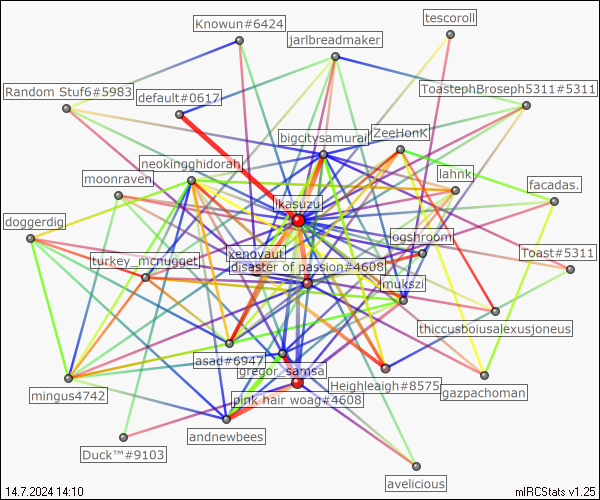 Knowun#6424
tescoroll
jarlbreadmaker
Random Stuf6#5983
default#0617
ToastephBroseph5311#5311
bigcitysamurai
ZeeHonK
neokingghidorah
moonraven
lahnk
facadas.
ikasuzu
doggerdig
ogshroom
xenovaut
Toast#5311
turkey_mcnugget
disaster of passion#4608
mukszi
thiccusboiusalexusjoneus
asad#6947
gregor_samsa
Heighleaigh#8575
gazpachoman
mingus4742
pink hair woag#4608
andnewbees
Duck™#9103
avelicious
14.7.2024 14:10
mIRCStats v1.25